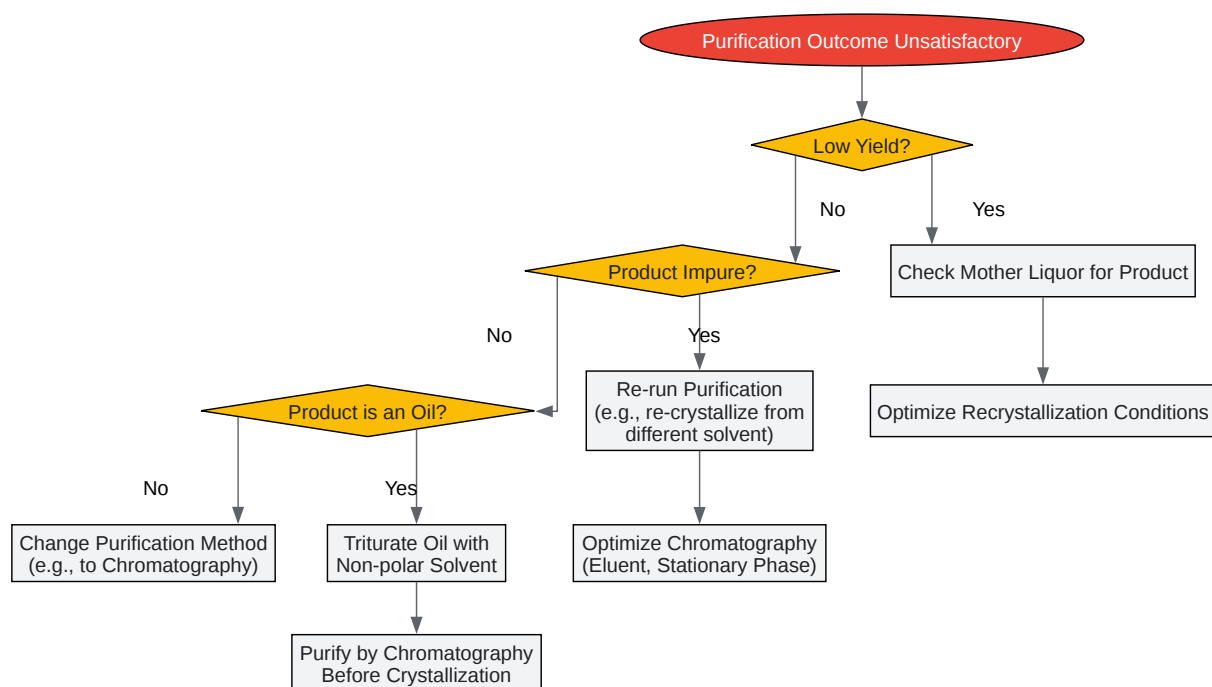 Purification Outcome Unsatisfactory
Low Yield?
No
Yes
Product Impure?
Check Mother Liquor for Product
No
Yes
Re-run Purification
(e.g., re-crystallize from
different solvent)
Product is an Oil?
Optimize Recrystallization Conditions
No
Yes
Change Purification Method
(e.g., to Chromatography)
Triturate Oil with
Non-polar Solvent
Optimize Chromatography
(Eluent, Stationary Phase)
Purify by Chromatography
Before Crystallization